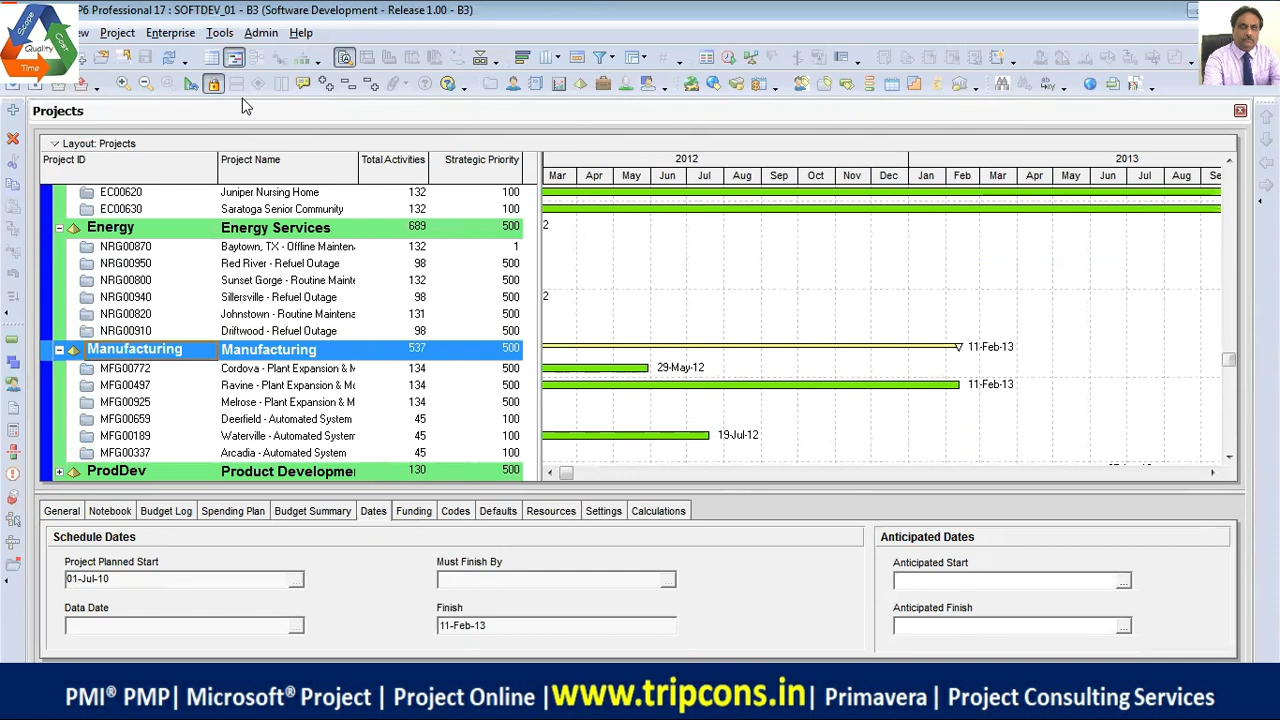 Scope
Quality
Cost
Time
P6 Professional 17 : SOFTDEV_01 - B3 (Software Development - Release 1.00 - B3)
Project Enterprise Tools Admin Help
Projects
Layout: Projects
Project ID Project Name Total Activities Strategic Priority
2012 2013
Mar Apr May Jun Jul Aug Sep Oct Nov Dec Jan Feb Mar Apr May Jun Jul Aug Se
EC00620 Juniper Nursing Home 132 100
EC00630 Saratoga Senior Community 132 100
Energy Energy Services 689 500 2
NRG00870 Baytown, TX - Offline Mainten 132 1
NRG00950 Red River - Refuel Outage 98 500
NRG00800 Sunset Gorge - Routine Mainte 132 500
NRG00940 Sillersville - Refuel Outage 98 500 2
NRG00820 Johnstown - Routine Maintena 131 500
NRG00910 Driftwood - Refuel Outage 98 500
Manufacturing Manufacturing 537 500 11-Feb-13
MFG00772 Cordova - Plant Expansion & M 134 500 29-May-12
MFG00497 Ravine - Plant Expansion & Mc 134 500 11-Feb-13
MFG00925 Melrose - Plant Expansion & M 134 500
MFG00659 Deerfield - Automated System 45 100
MFG00189 Waterville - Automated System 45 100 19-Jul-12
MFG00337 Arcadia - Automated System 45 100
ProdDev Product Developme 130 500
General Notebook Budget Log Spending Plan Budget Summary Dates Funding Codes Defaults Resources Settings Calculations
Schedule Dates Anticipated Dates
Project Planned Start Must Finish By Anticipated Start
01-Jul-10
Data Date Finish Anticipated Finish
11-Feb-13
PMI® PMP| Microsoft® Project | Project Online |www.tripcons.in| Primavera | Project Consulting Services